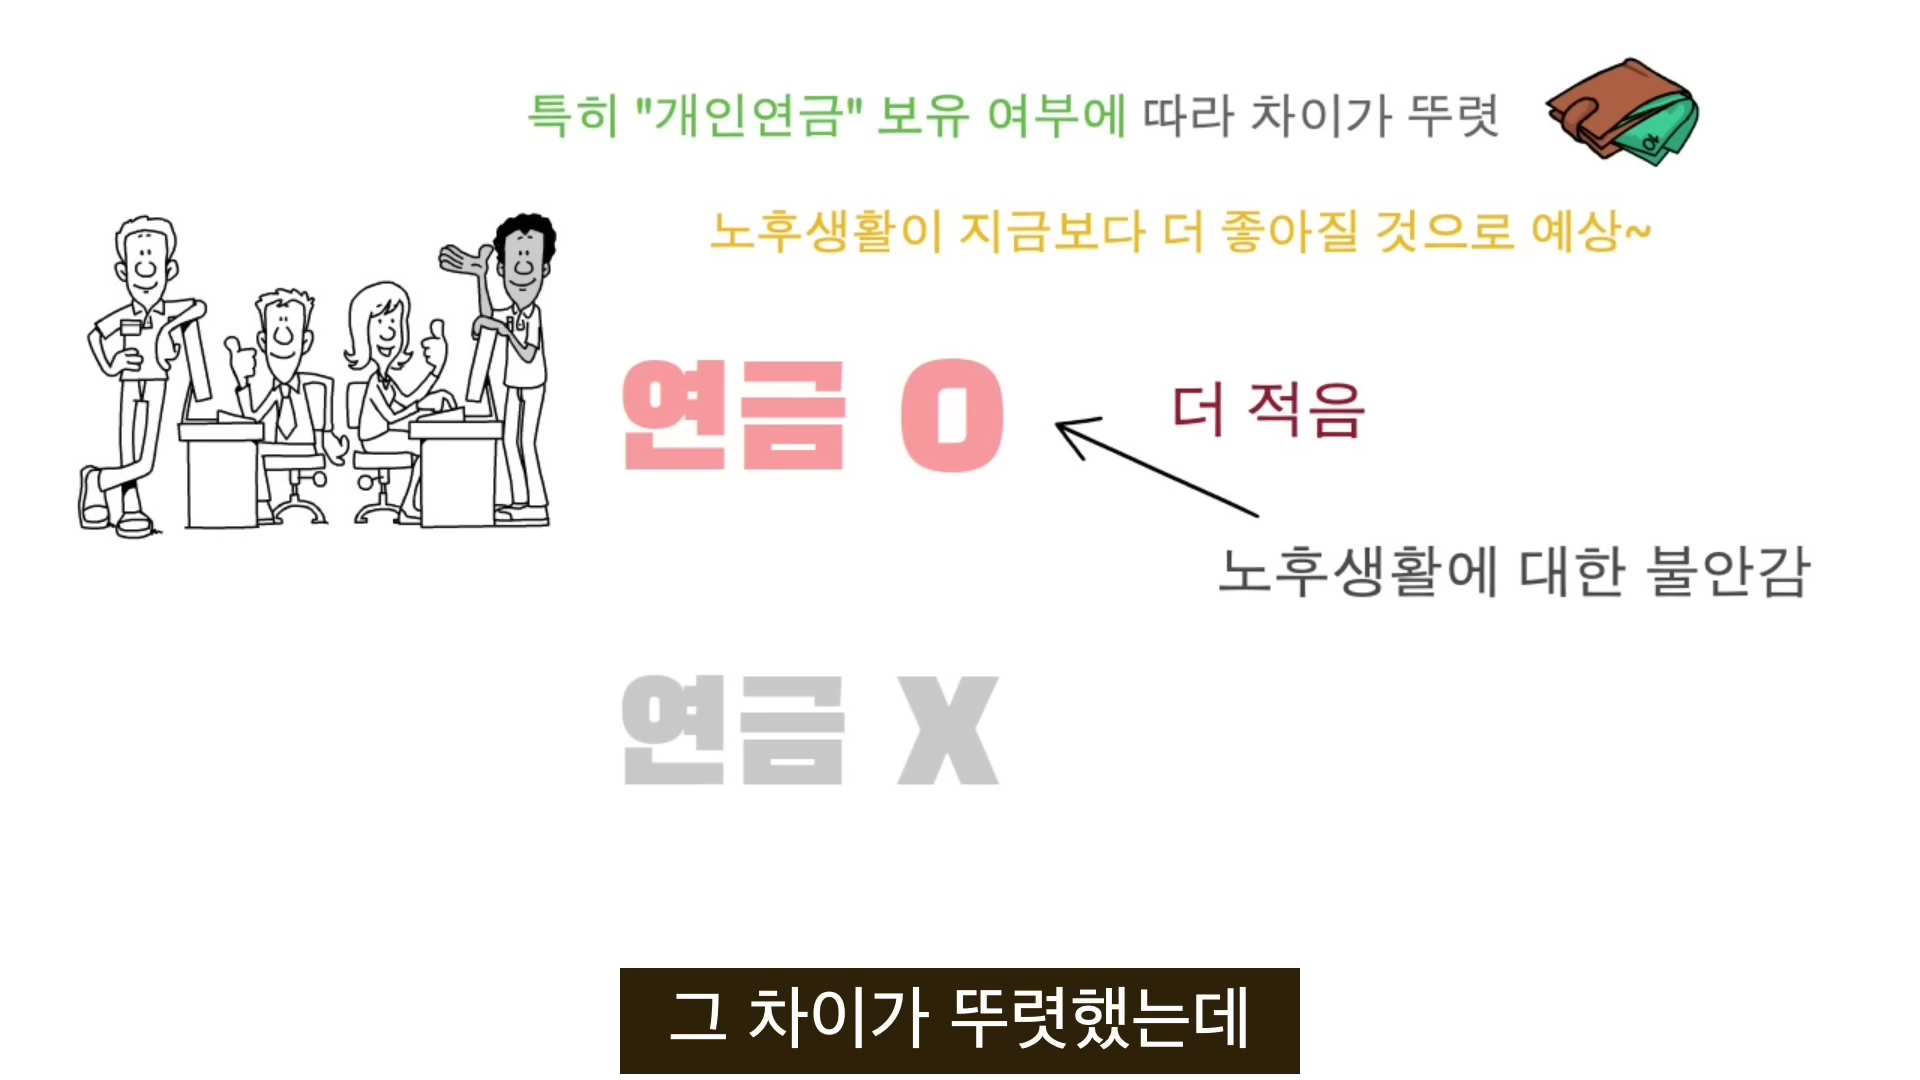 특히 "개인연금" 보유 여부에 따라 차이가 뚜렷
노후생활이 지금보다 더 좋아질 것으로 예상~
연금 O
더 적음
노후생활에 대한 불안감
연금 X
그 차이가 뚜렷했는데